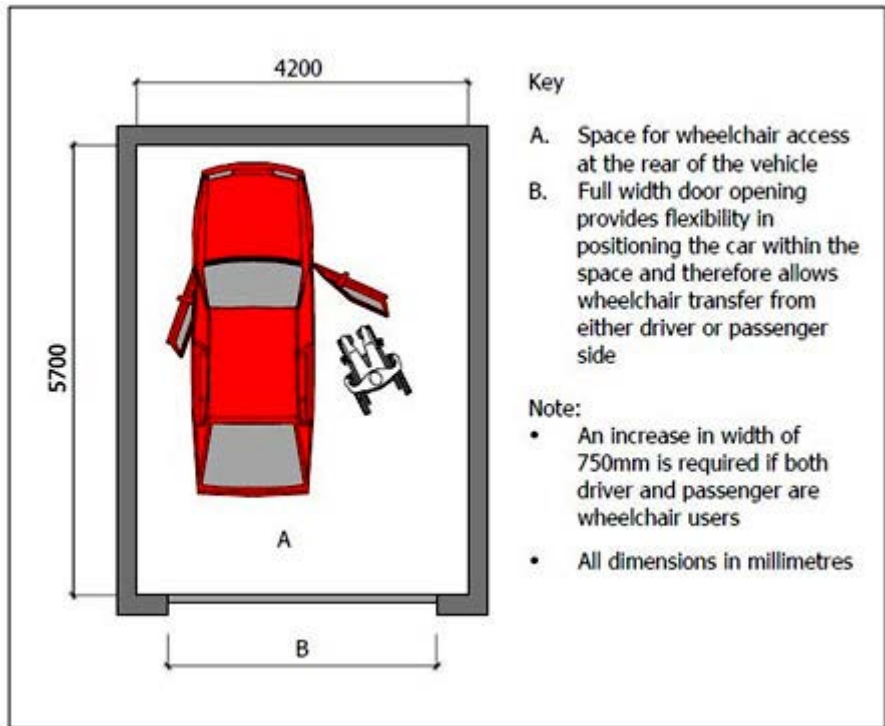 4200
Key
A. Space for wheelchair access
at the rear of the vehicle
B. Full width door opening
provides flexibility in
positioning the car within the
space and therefore allows
wheelchair transfer from
either driver or passenger
side
5700
Note:
• An increase in width of
750mm is required if both
driver and passenger are
wheelchair users
• All dimensions in millimetres
A
B